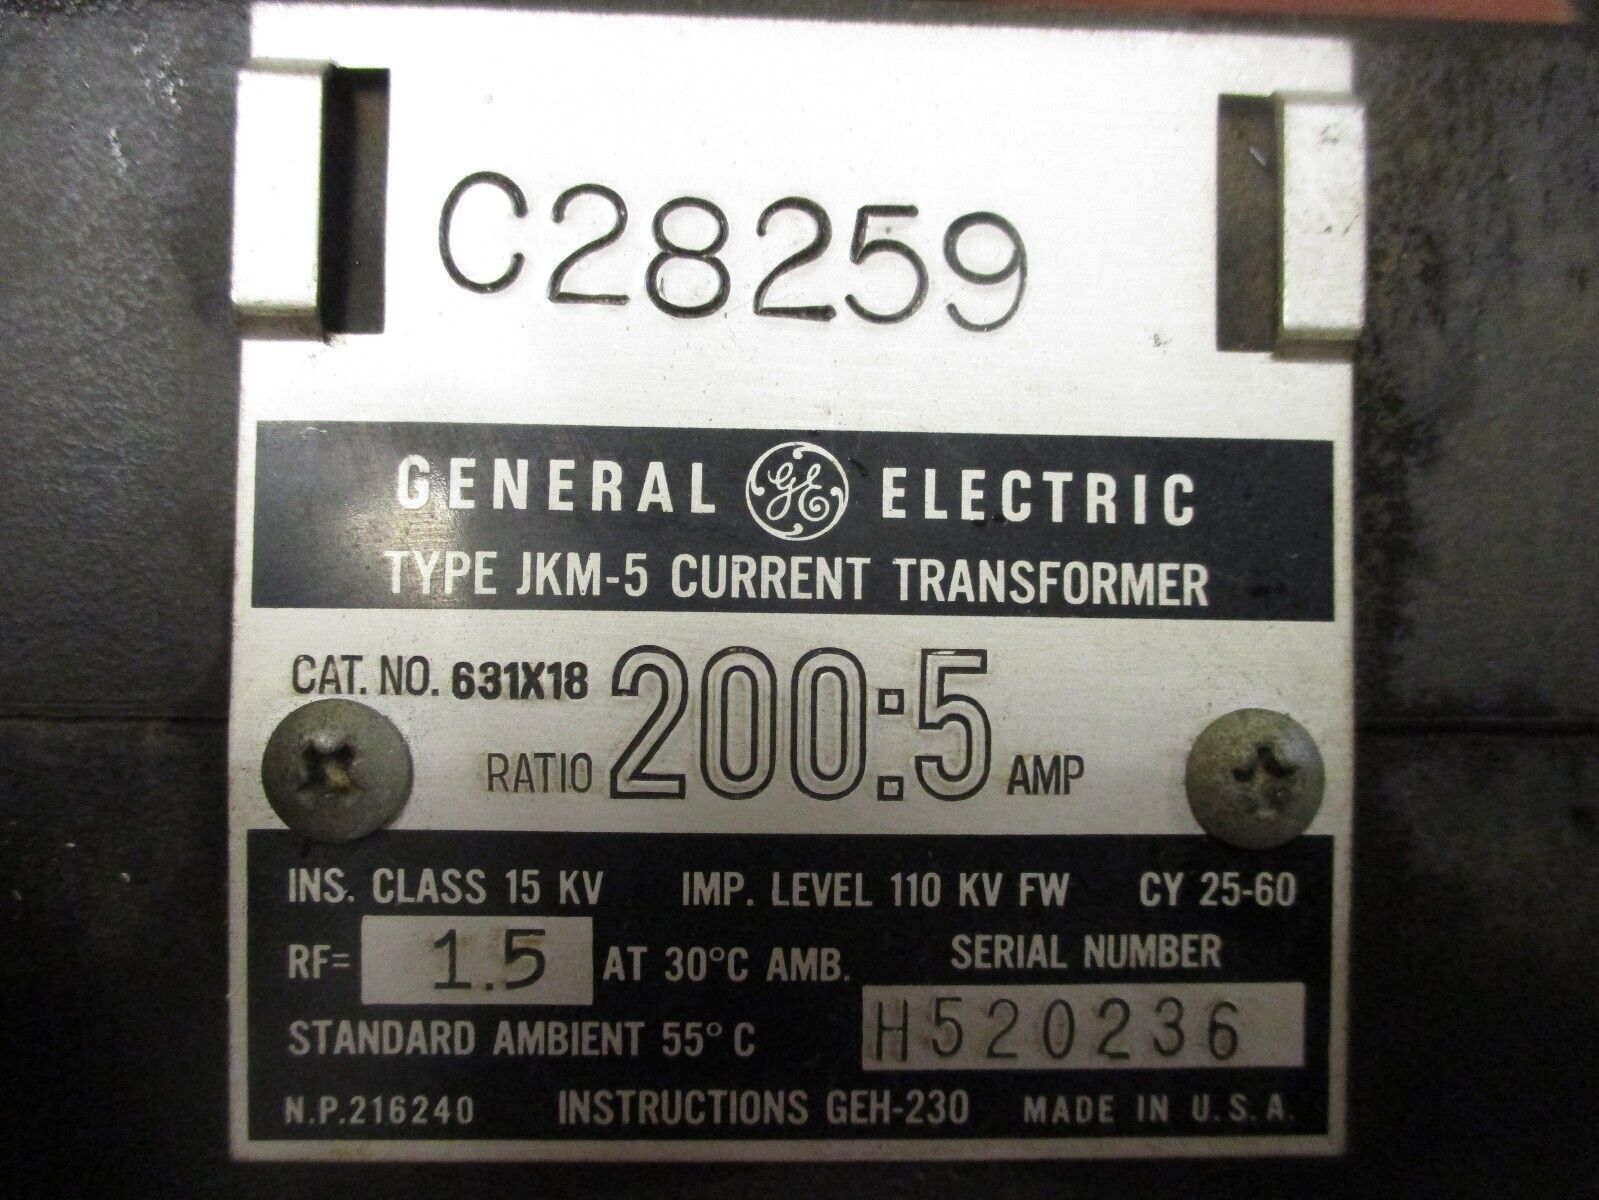 C28259
GENERAL GE ELECTRIC
TYPE JKM-5 CURRENT TRANSFORMER
CAT. NO. 631X18
RATIO 200:5 AMP
INS. CLASS 15 KV IMP. LEVEL 110 KV FW CY 25-60
RF= 1.5 AT 30°C AMB. SERIAL NUMBER
STANDARD AMBIENT 55° C H520236
N.P.216240 INSTRUCTIONS GEH-230 MADE IN U.S.A.